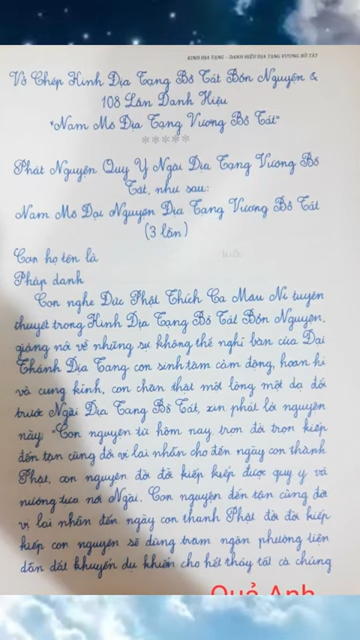 KINH ĐỊA TẠNG - DANH HIỆU ĐỊA TẠNG VƯƠNG BỒ TÁT
Vở Chép Kinh Địa Tạng Bồ Tát Bổn Nguyện &
108 Lần Danh Hiệu
"Nam Mô Địa Tạng Vương Bồ Tát"
*****
Phát Nguyện Quy Y Ngài Địa Tạng Vương Bồ
Tát, như sau:
Nam Mô Đại Nguyện Địa Tạng Vương Bồ Tát
(3 lần)
Con họ tên là
Pháp danh
Con nghe Đức Phật Thích Ca Mâu Ni tuyên
thuyết trong Kinh Địa Tạng Bồ Tát Bổn Nguyện,
giảng nói về những sự không thể nghĩ bàn của Đại
Thánh Địa Tạng con sinh tâm cảm động, hoan hỉ
và cung kính, con chân thật một lòng một dạ đối
trước Ngài Địa Tạng Bồ Tát, xin phát lời nguyện
này: "Con nguyện từ hôm nay trọn đời trọn kiếp
đến tận cùng đời vị lai nhẫn cho đến ngày con thành
Phật, con nguyện đời đời kiếp kiếp được quy y và
nương tựa nơi Ngài. Con nguyện đến tận cùng đời
vị lai nhẫn đến ngày con thành Phật đời đời kiếp
kiếp con nguyện sẽ dùng trăm ngàn phương tiện
dẫn dắt khuyến dụ khiến cho hết thảy tất cả chúng
Quả Anh